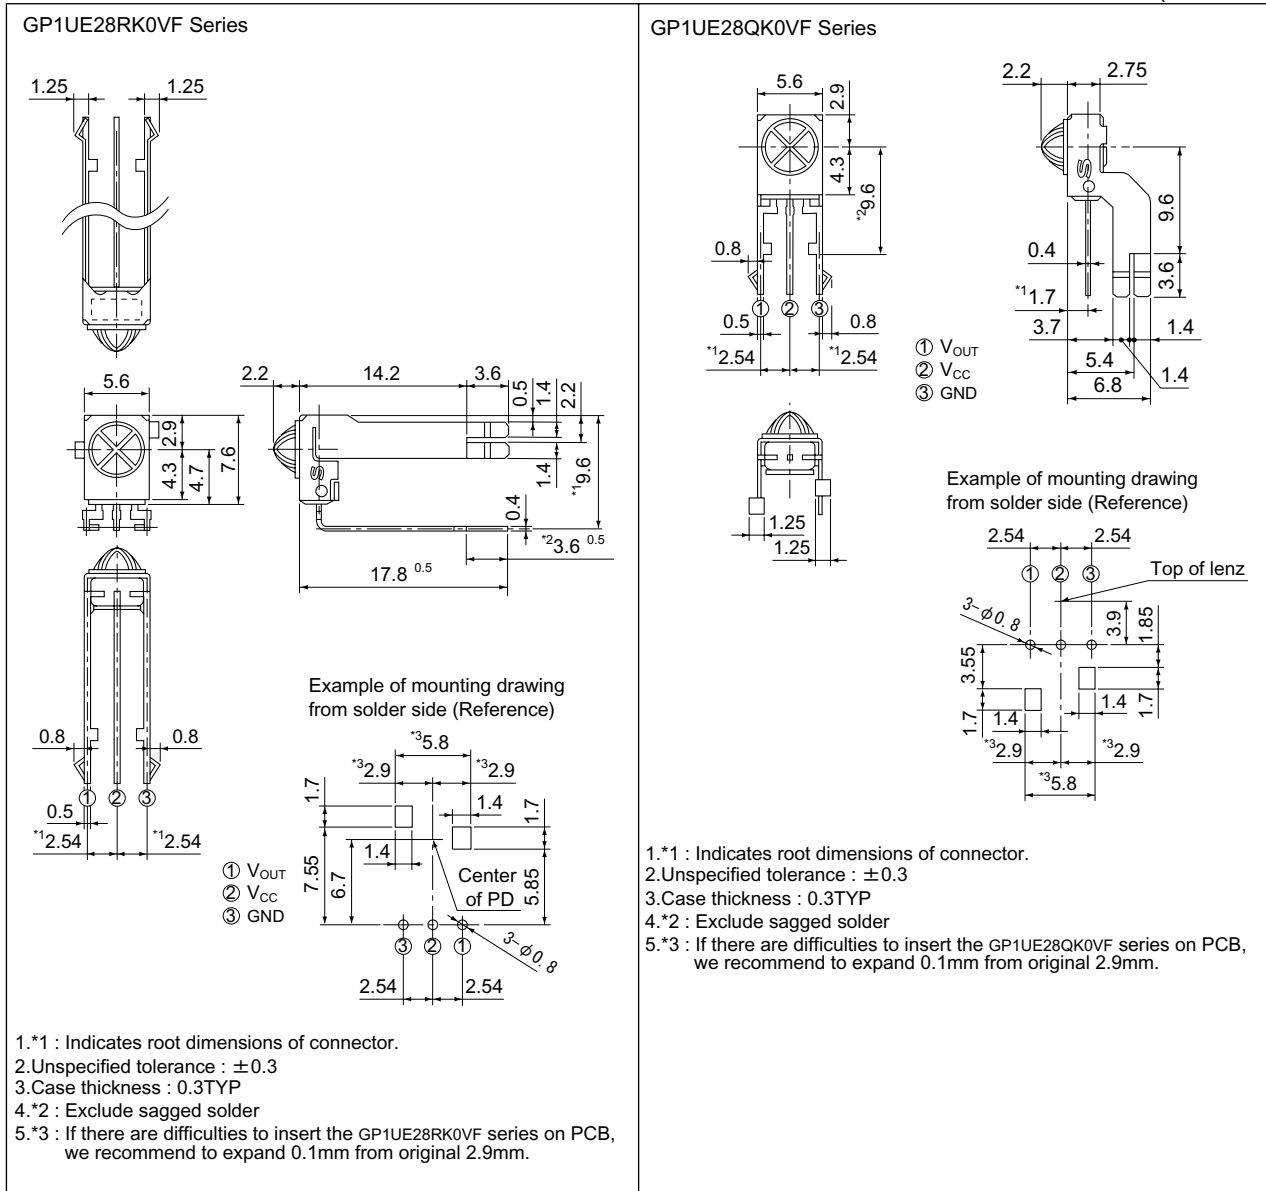 GP1UE28RK0VF Series
1.25
1.25
5.6
2.9
4.3
4.7
7.6
2.2
14.2
3.6
0.5
1.4
2.2
1.4
*19.6
0.4
*23.6 0.5
17.8 0.5
0.8
0.8
① ② ③
0.5
*12.54
*12.54
① VOUT
② VCC
③ GND
Example of mounting drawing
from solder side (Reference)
*35.8
*32.9
*32.9
1.7
1.4
1.7
1.4
7.55
6.7
Center
of PD
5.85
③ ② ①
3-φ0.8
2.54
2.54
1.*1 : Indicates root dimensions of connector.
2.Unspecified tolerance : ±0.3
3.Case thickness : 0.3TYP
4.*2 : Exclude sagged solder
5.*3 : If there are difficulties to insert the GP1UE28RK0VF series on PCB,
we recommend to expand 0.1mm from original 2.9mm.
GP1UE28QK0VF Series
5.6
2.9
4.3
*29.6
0.8
① ② ③
0.5
0.8
*12.54
*12.54
2.2
2.75
9.6
3.6
0.4
*11.7
3.7
1.4
5.4
1.4
6.8
① VOUT
② VCC
③ GND
1.25
1.25
Example of mounting drawing
from solder side (Reference)
2.54
2.54
① ② ③
Top of lenz
3-φ0.8
3.9
1.85
3.55
1.7
1.4
1.4
1.7
*32.9
*32.9
*35.8
1.*1 : Indicates root dimensions of connector.
2.Unspecified tolerance : ±0.3
3.Case thickness : 0.3TYP
4.*2 : Exclude sagged solder
5.*3 : If there are difficulties to insert the GP1UE28QK0VF series on PCB,
we recommend to expand 0.1mm from original 2.9mm.